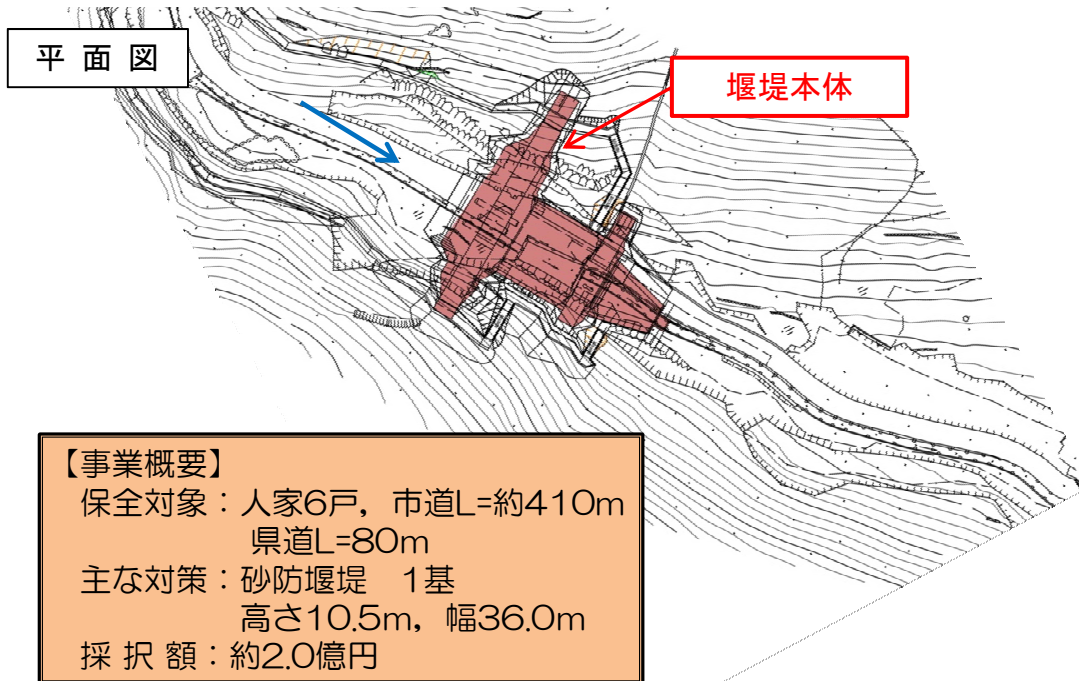 平 面 図
堰堤本体
【事業概要】
保全対象：人家6戸，市道L=約410m
県道L=80m
主な対策：砂防堰堤　1基
高さ10.5m，幅36.0m
採 択 額：約2.0億円